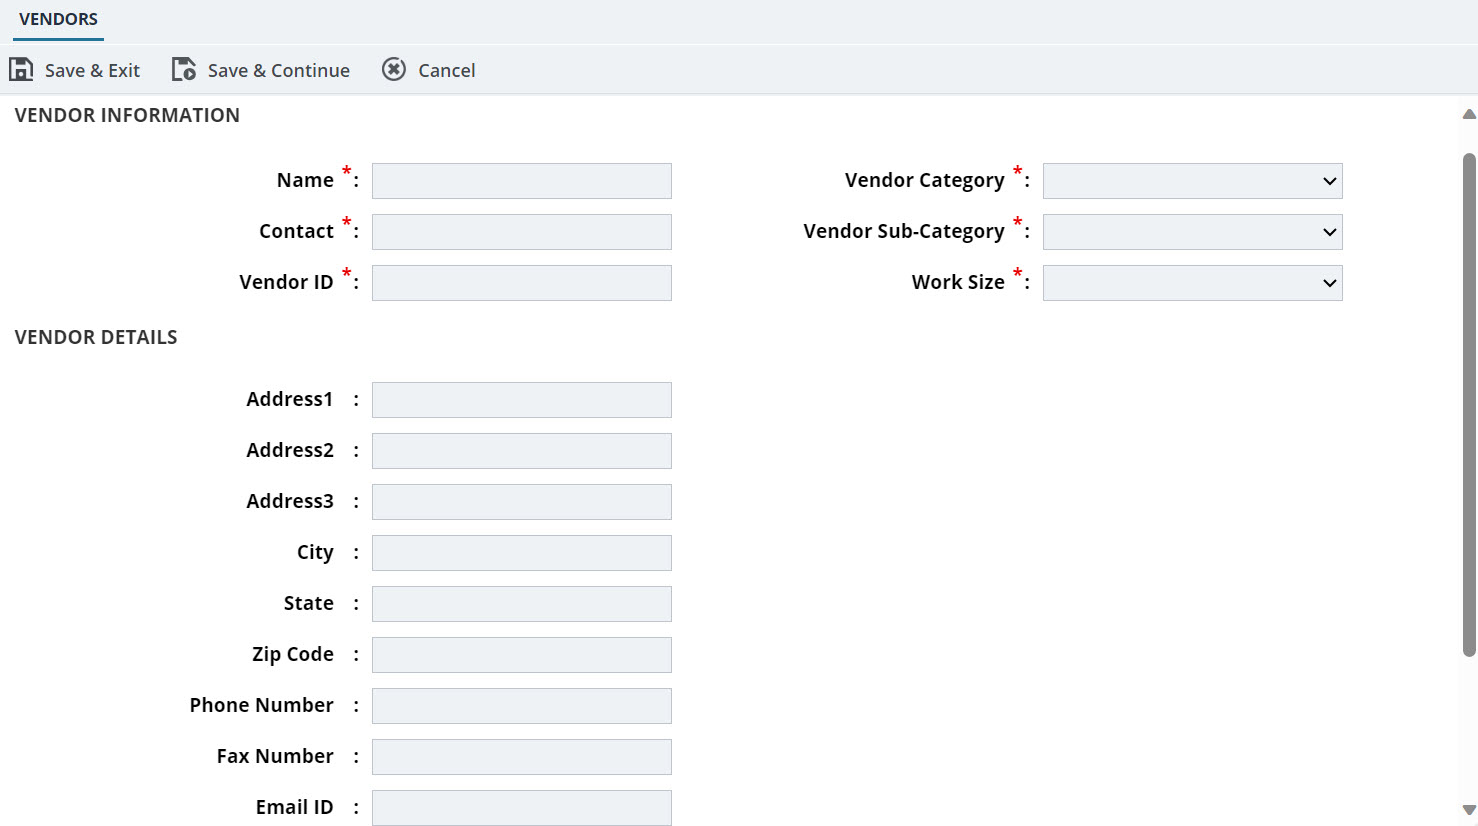 VENDORS
Save & Exit Save & Continue Cancel
VENDOR INFORMATION
Name *: Vendor Category *:
Contact *: Vendor Sub-Category *:
Vendor ID *: Work Size *:
VENDOR DETAILS
Address1 :
Address2 :
Address3 :
City :
State :
Zip Code :
Phone Number :
Fax Number :
Email ID :